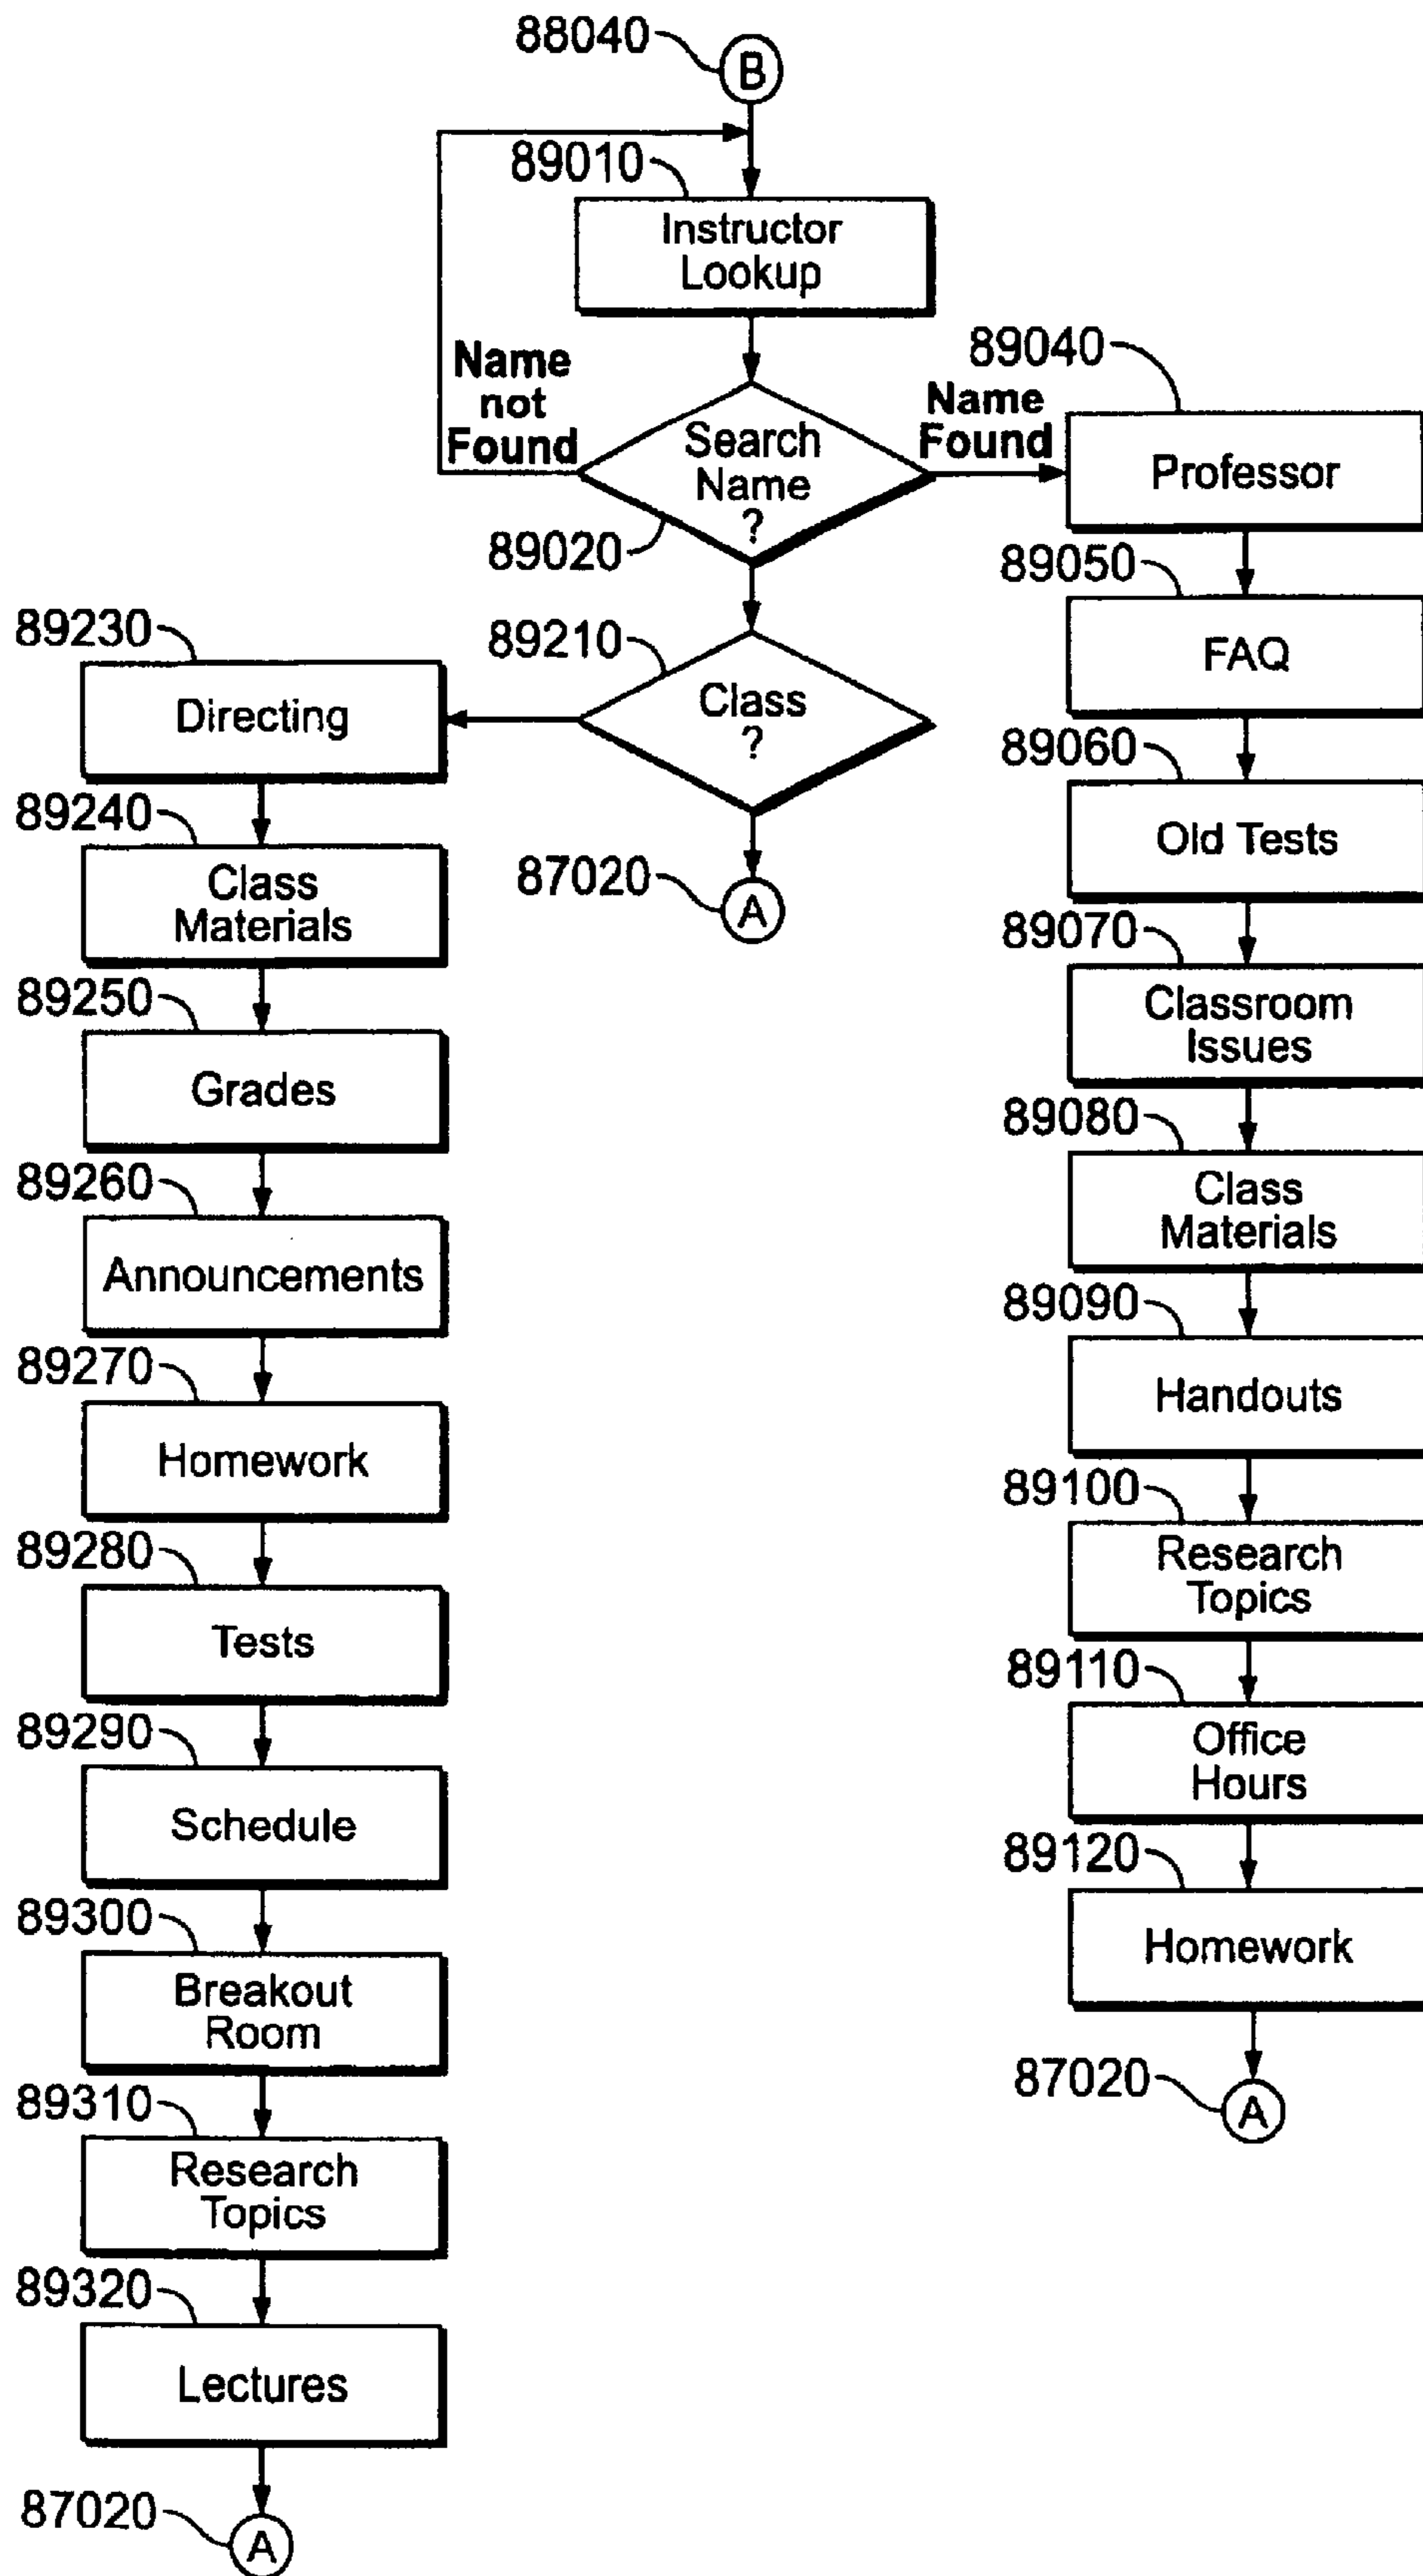 88040
B
89010
Instructor
Lookup
Name
not
Found
Search
Name
?
89020
Name
Found
89040
Professor
89050
FAQ
89060
Old Tests
89070
Classroom
Issues
89080
Class
Materials
89090
Handouts
89100
Research
Topics
89110
Office
Hours
89120
Homework
87020
A
89210
Class
?
87020
A
89230
Directing
89240
Class
Materials
89250
Grades
89260
Announcements
89270
Homework
89280
Tests
89290
Schedule
89300
Breakout
Room
89310
Research
Topics
89320
Lectures
87020
A